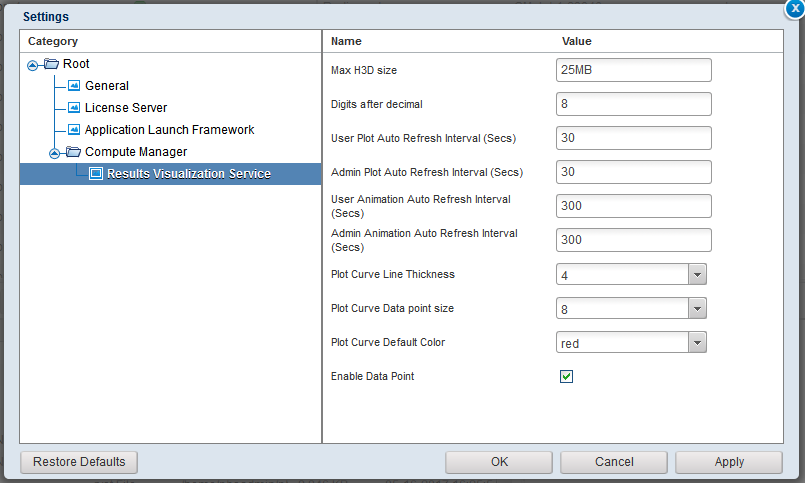 Settings
Category
Name Value
Root
General
License Server
Application Launch Framework
Compute Manager
Results Visualization Service
Max H3D size 25MB
Digits after decimal 8
User Plot Auto Refresh Interval (Secs) 30
Admin Plot Auto Refresh Interval (Secs) 30
User Animation Auto Refresh Interval
(Secs) 300
Admin Animation Auto Refresh Interval
(Secs) 300
Plot Curve Line Thickness 4
Plot Curve Data point size 8
Plot Curve Default Color red
Enable Data Point
Restore Defaults OK Cancel Apply